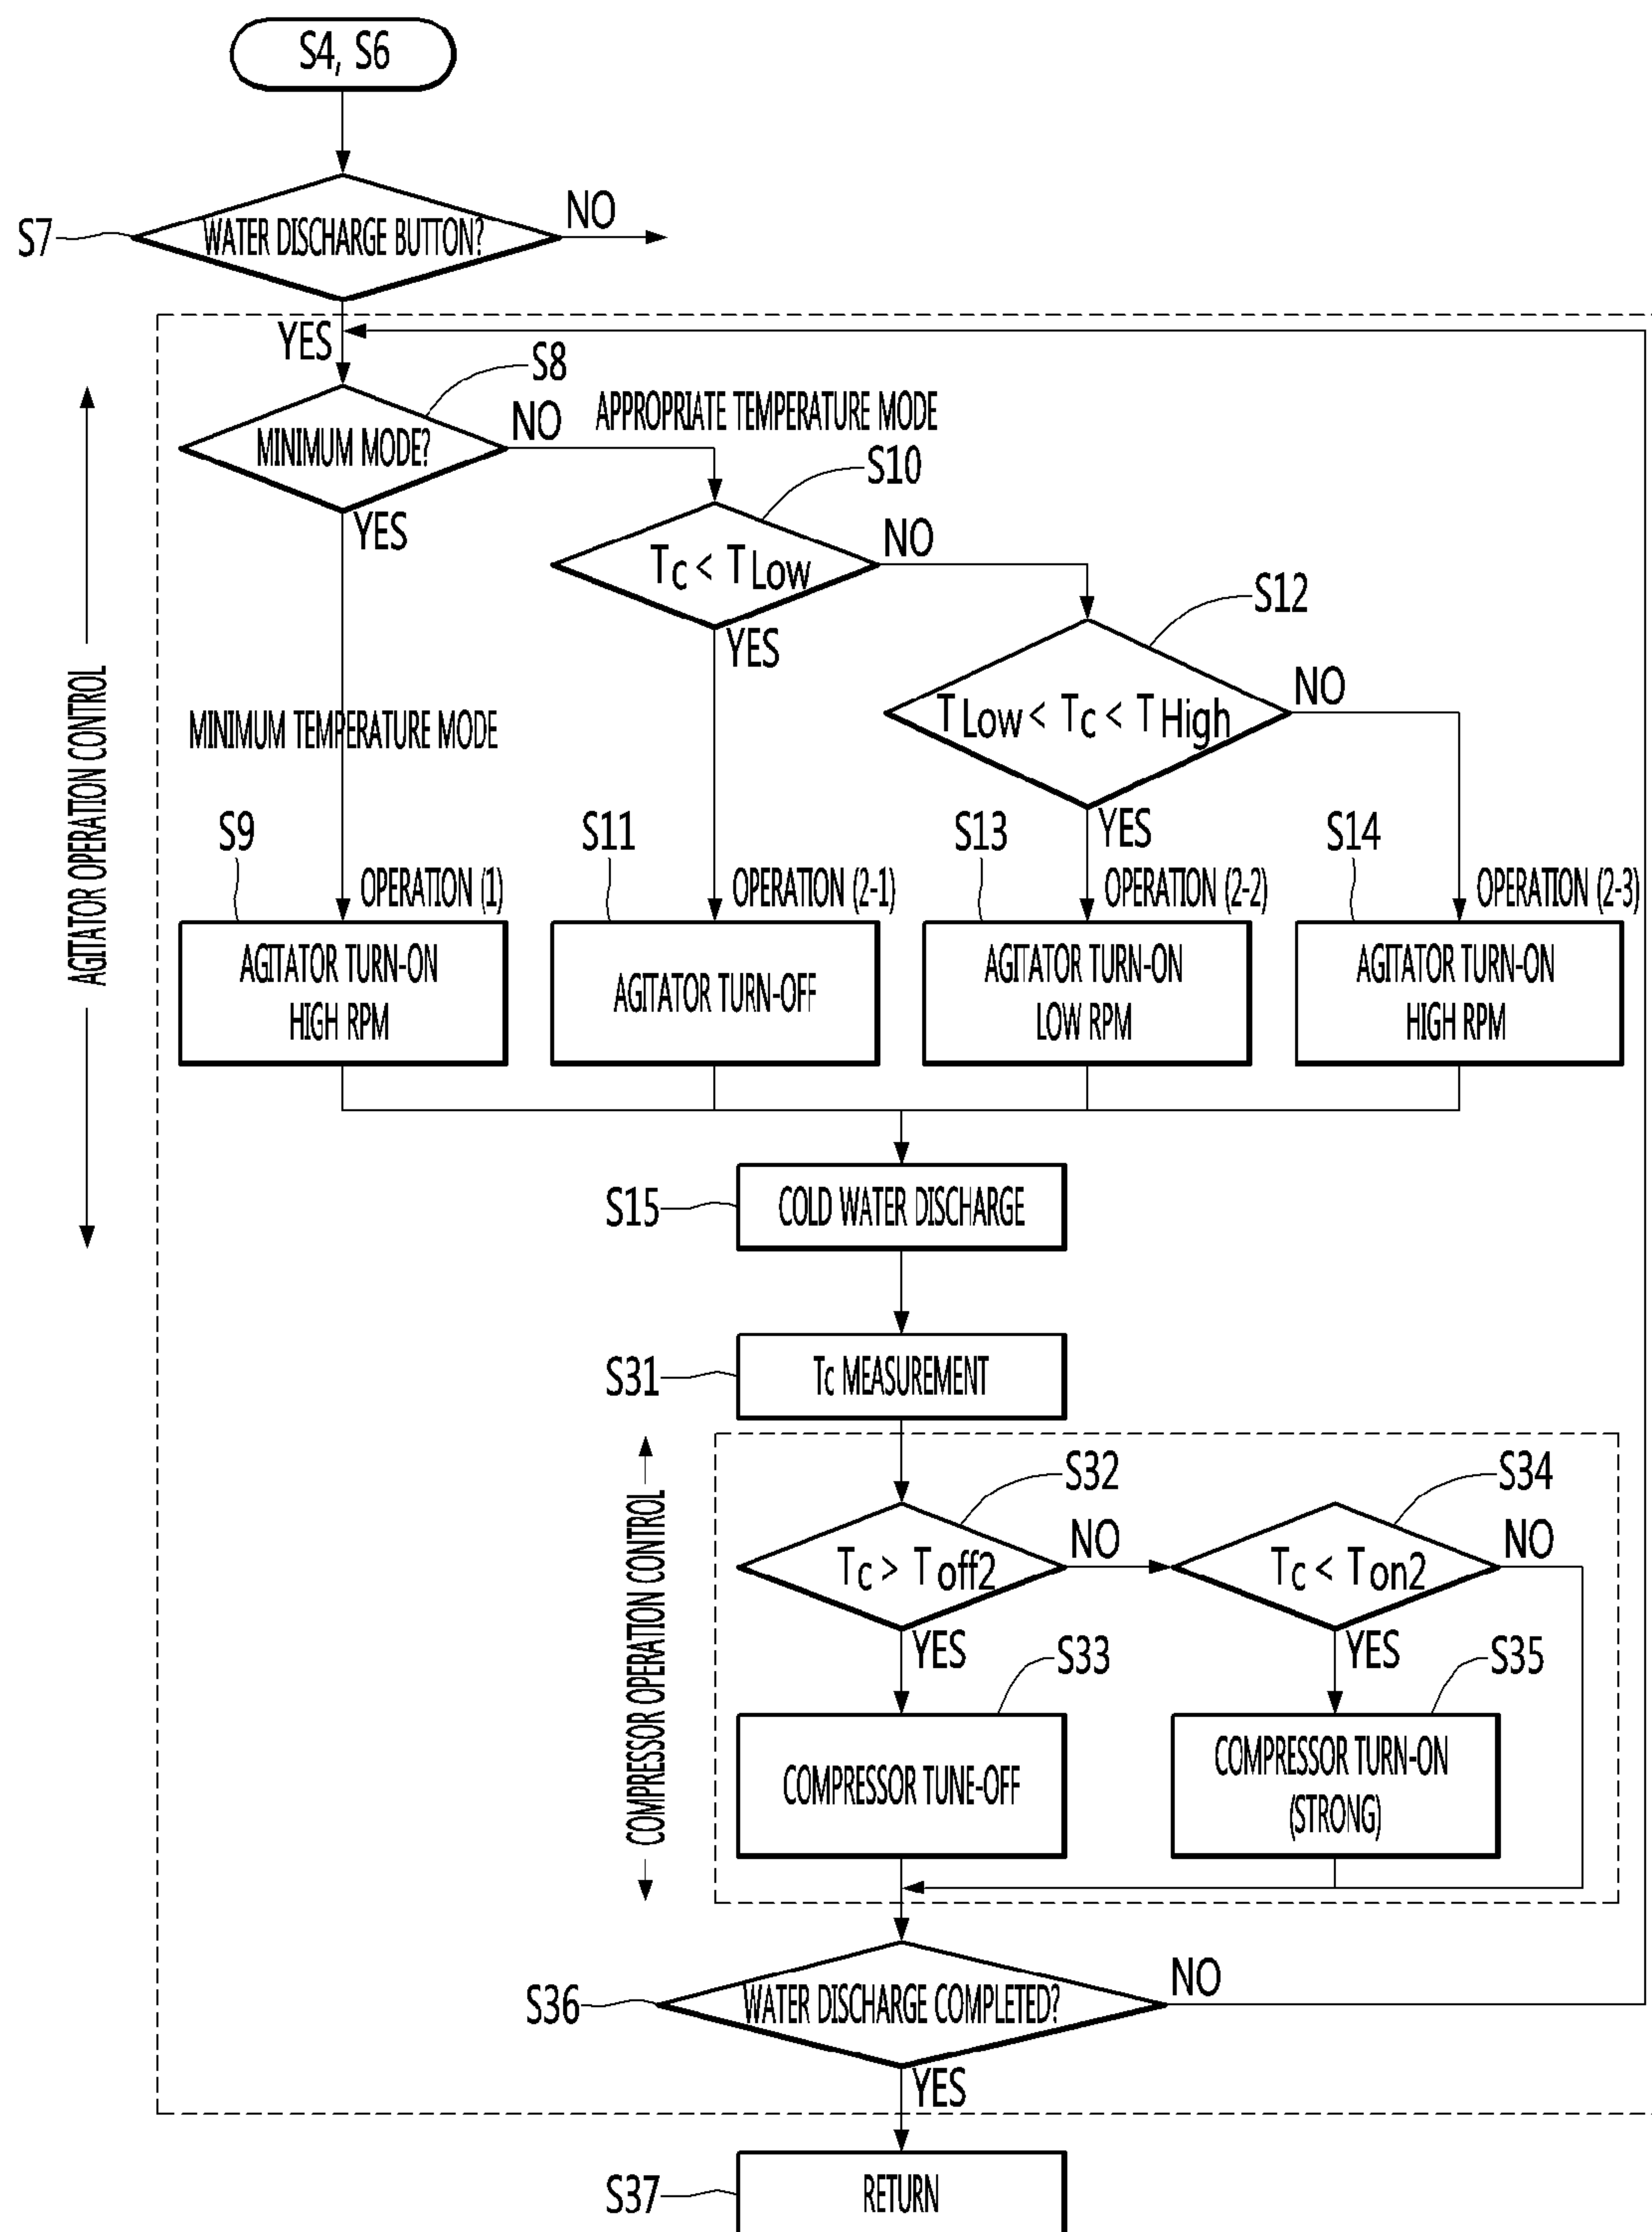 S4, S6
S7
WATER DISCHARGE BUTTON?
NO
YES
S8
MINIMUM MODE?
NO
APPROPRIATE TEMPERATURE MODE
YES
S10
Tc < TLow
NO
YES
S12
TLow < Tc < THigh
NO
YES
MINIMUM TEMPERATURE MODE
AGITATOR OPERATION CONTROL
S9
S11
S13
S14
OPERATION (1)
OPERATION (2-1)
OPERATION (2-2)
OPERATION (2-3)
AGITATOR TURN-ON
HIGH RPM
AGITATOR TURN-OFF
AGITATOR TURN-ON
LOW RPM
AGITATOR TURN-ON
HIGH RPM
S15
COLD WATER DISCHARGE
S31
Tc MEASUREMENT
COMPRESSOR OPERATION CONTROL
S32
Tc > Toff2
NO
YES
S34
Tc < Ton2
NO
YES
S33
COMPRESSOR TUNE-OFF
S35
COMPRESSOR TURN-ON
(STRONG)
S36
WATER DISCHARGE COMPLETED?
NO
YES
S37
RETURN